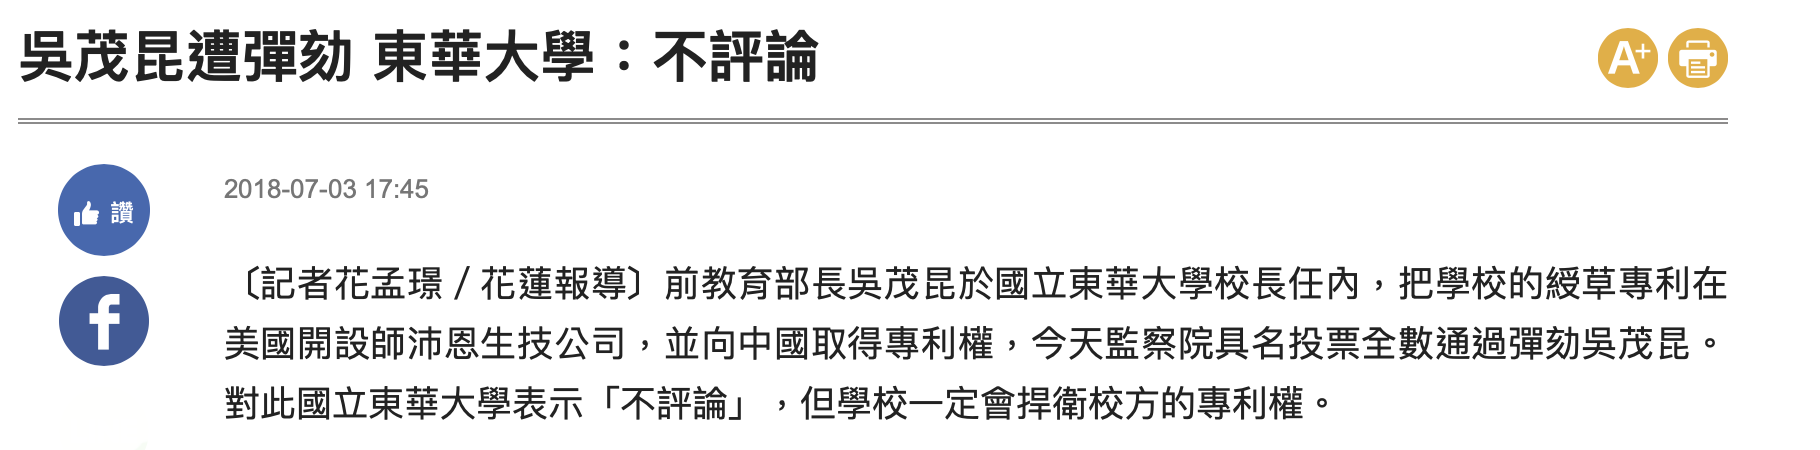 吳茂昆遭彈劾 東華大學：不評論
A+
讚
2018-07-03 17:45
f
〔記者花孟璟／花蓮報導〕前教育部長吳茂昆於國立東華大學校長任內，把學校的綬草專利在
美國開設師沛恩生技公司，並向中國取得專利權，今天監察院具名投票全數通過彈劾吳茂昆。
對此國立東華大學表示「不評論」，但學校一定會捍衛校方的專利權。